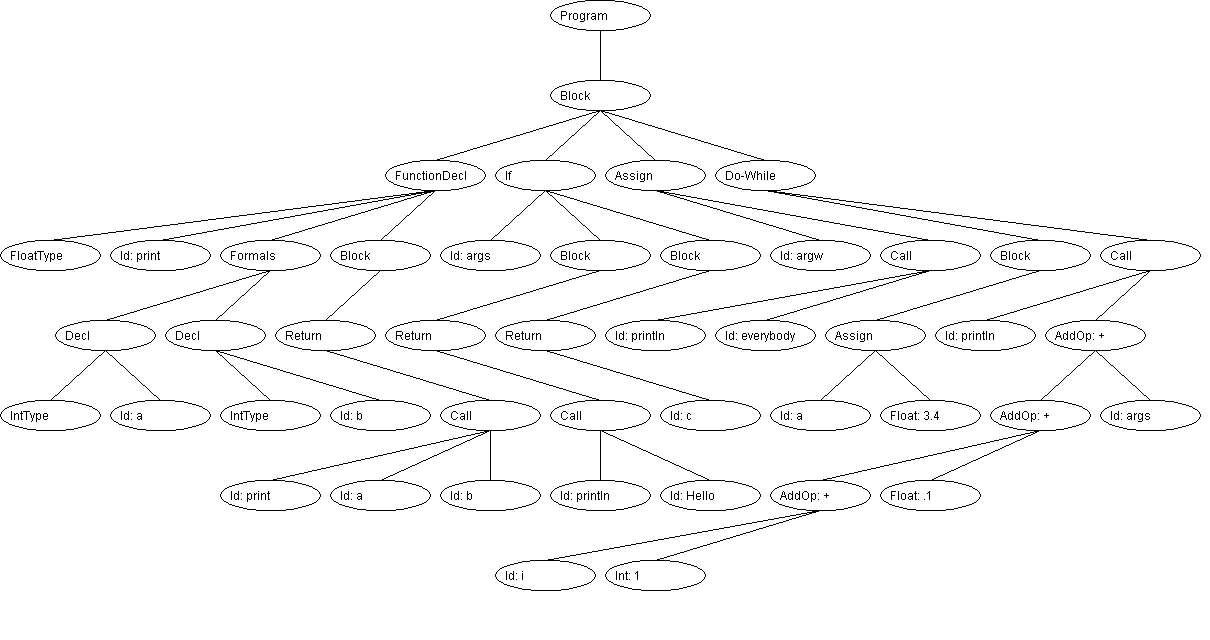 Program
Block
FunctionDecl If Assign Do-While
FloatType Id: print Formals Block Id: args Block Block Id: argw Call Block Call
Decl Decl Return Return Return Id: println Id: everybody Assign Id: println AddOp: +
IntType Id: a IntType Id: b Call Call Id: c Id: a Float: 3.4 AddOp: + Id: args
Id: print Id: a Id: b Id: println Id: Hello AddOp: + Float: .1
Id: i Int: 1